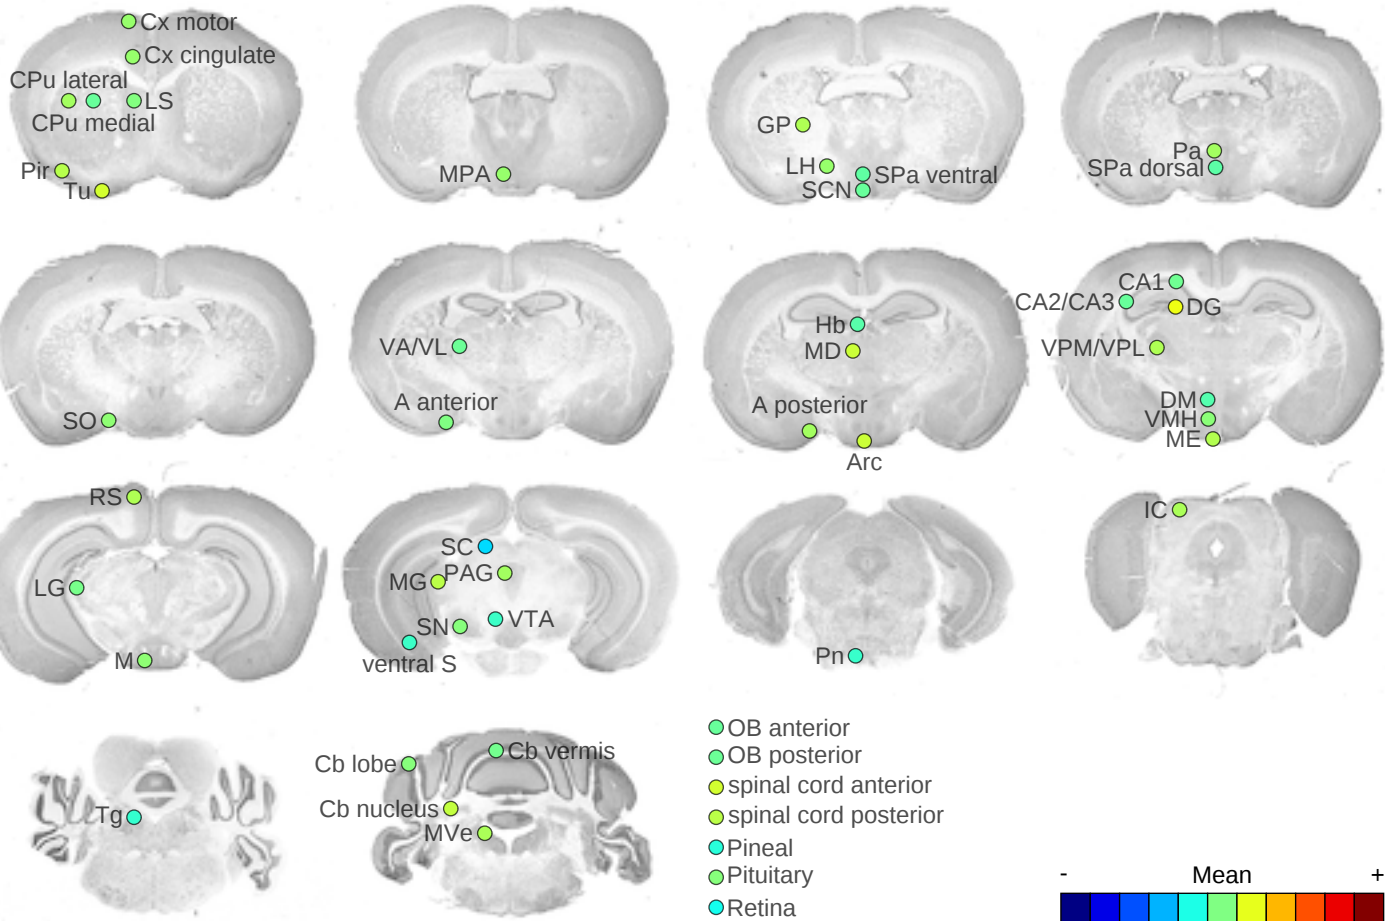 Cx motor
Cx cingulate
CPu lateral
LS
CPu medial
Pir
Tu
MPA
GP
LH
SPa ventral
SCN
Pa
SPa dorsal
SO
VA/VL
A anterior
Hb
MD
A posterior
Arc
CA1
CA2/CA3
DG
VPM/VPL
DM
VMH
ME
RS
LG
M
SC
PAG
MG
VTA
SN
ventral S
Pn
IC
Tg
Cb vermis
Cb lobe
Cb nucleus
MVe
OB anterior
OB posterior
spinal cord anterior
spinal cord posterior
Pineal
Pituitary
Retina
- Mean +